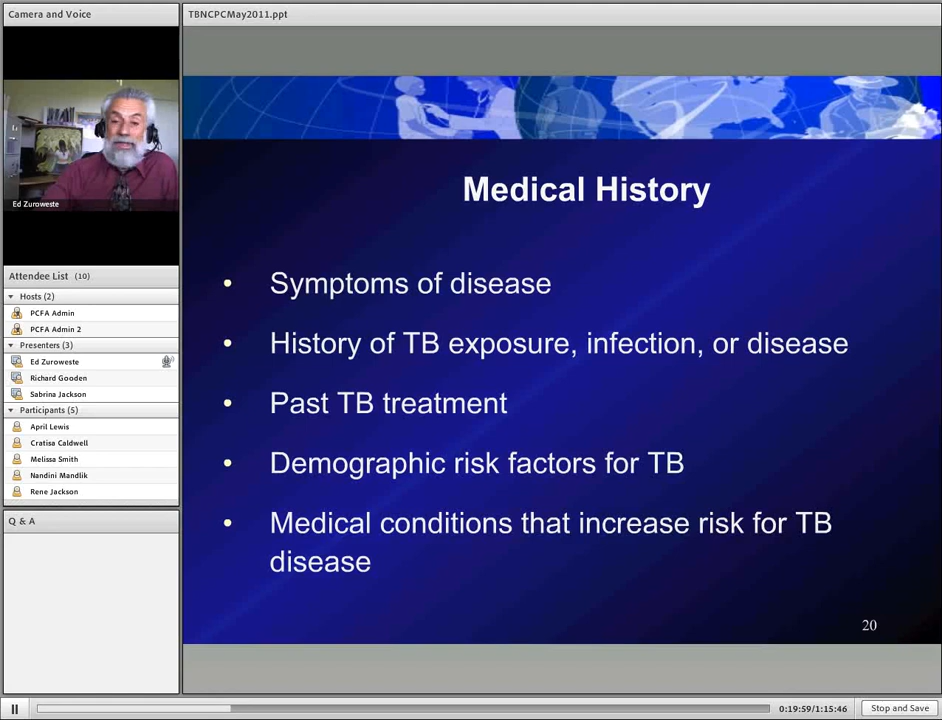 Camera and Voice
Ed Zuroweste
Attendee List (10)
Hosts (2)
PCFA Admin
PCFA Admin 2
Presenters (3)
Ed Zuroweste
Richard Gooden
Sabrina Jackson
Participants (5)
April Lewis
Cratisa Caldwell
Melissa Smith
Nandini Mandlik
Rene Jackson
Q & A
TBNCPCMay2011.ppt
Medical History
• Symptoms of disease
• History of TB exposure, infection, or disease
• Past TB treatment
• Demographic risk factors for TB
• Medical conditions that increase risk for TB
disease
20
0:19:59/1:15:46
Stop and Save